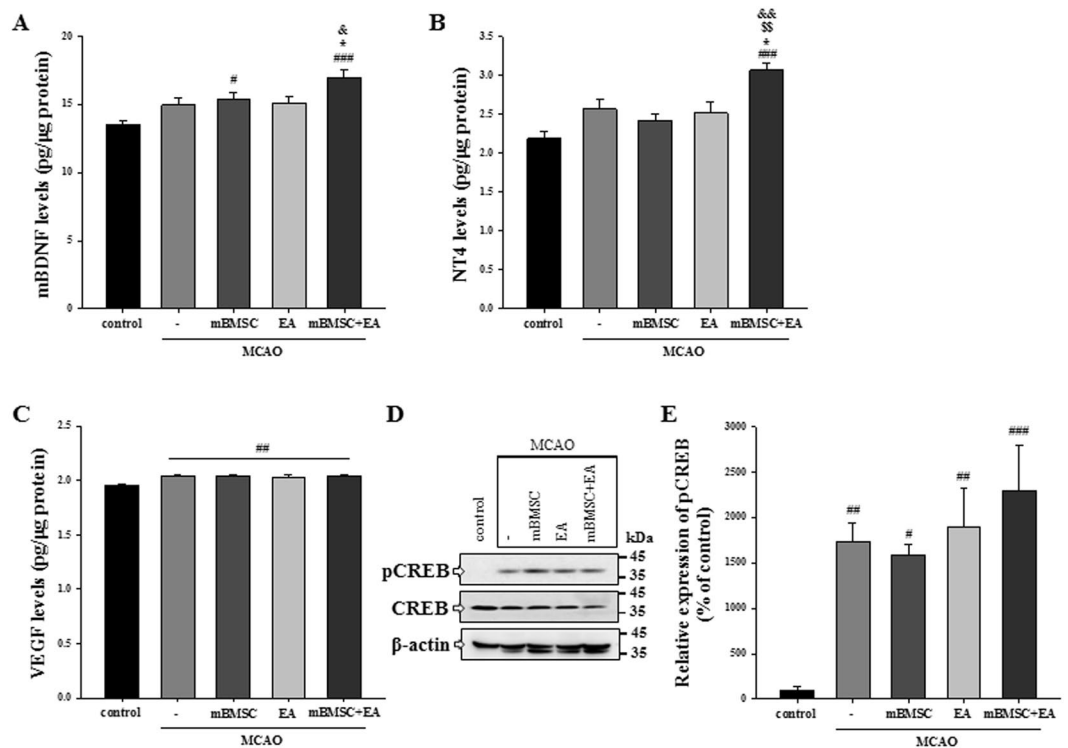 A
mBDNF levels (pg/µg protein)
20
15
10
5
0
#
&
*
###
control
-
mBMSC
EA
mBMSC+EA
MCAO
B
NT4 levels (pg/µg protein)
3.5
3.0
2.5
2.0
1.5
1.0
0.5
0.0
&&
$$
*
###
control
-
mBMSC
EA
mBMSC+EA
MCAO
C
VEGF levels (pg/µg protein)
2.5
2.0
1.5
1.0
0.5
0.0
##
control
-
mBMSC
EA
mBMSC+EA
MCAO
D
MCAO
control
-
mBMSC
EA
mBMSC+EA
kDa
pCREB
45
35
CREB
45
35
β-actin
45
35
E
Relative expression of pCREB
(% of control)
3000
2500
2000
1500
1000
500
0
##
#
##
###
control
-
mBMSC
EA
mBMSC+EA
MCAO